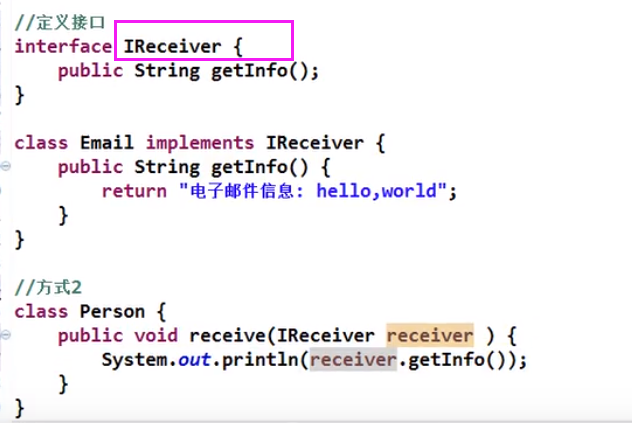 //定义接口
interface IReceiver {
    public String getInfo();
}
class Email implements IReceiver {
    public String getInfo() {
        return "电子邮件信息: hello,world";
    }
}
//方式2
class Person {
    public void receive(IReceiver receiver ) {
        System.out.println(receiver.getInfo());
    }
}